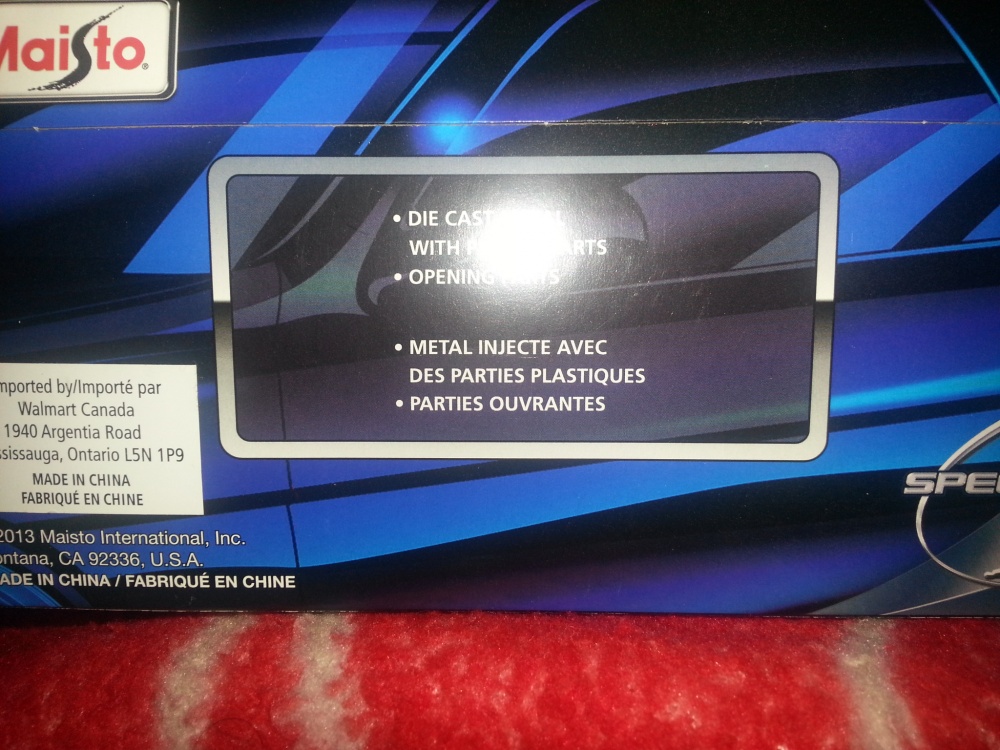 Maisto
• DIE CAST
WITH
• OPENING
• METAL INJECTE AVEC
DES PARTIES PLASTIQUES
• PARTIES OUVRANTES
mported by/Importé par
Walmart Canada
1940 Argentia Road
ssissauga, Ontario L5N 1P9
MADE IN CHINA
FABRIQUÉ EN CHINE
2013 Maisto International, Inc.
ontana, CA 92336, U.S.A.
ADE IN CHINA / FABRIQUÉ EN CHINE
SPE